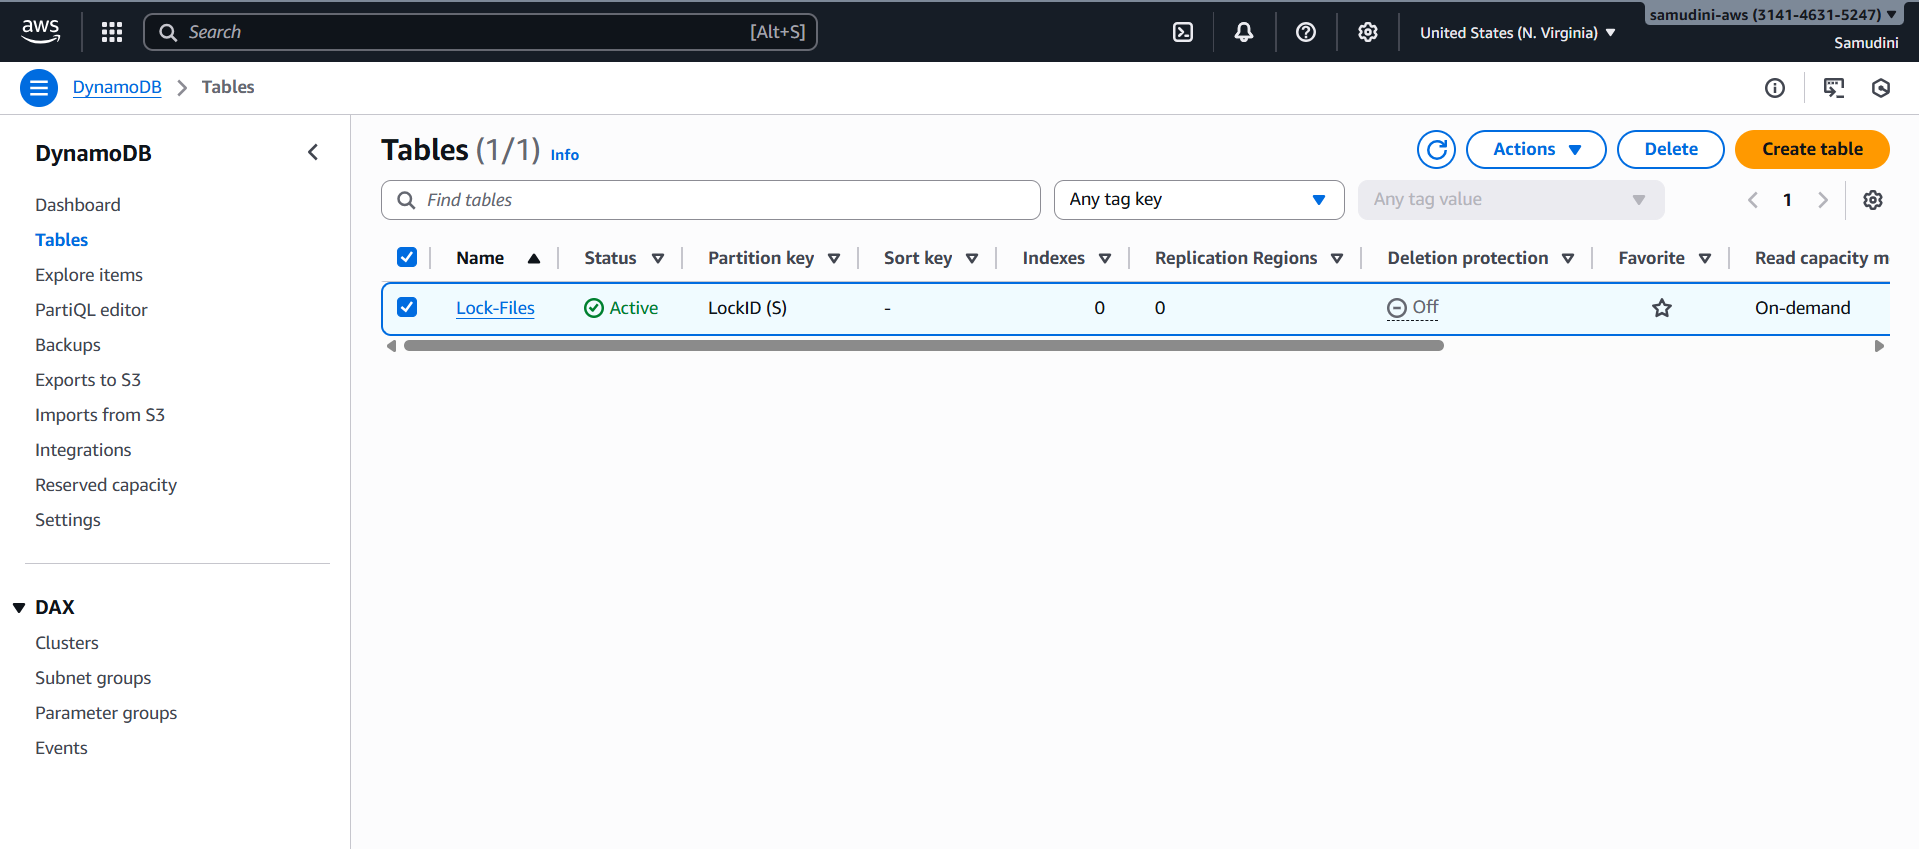 aws
Search [Alt+S]
United States (N. Virginia)
samudini-aws (3141-4631-5247)
Samudini
DynamoDB
Tables
DynamoDB
Dashboard
Tables
Explore items
PartiQL editor
Backups
Exports to S3
Imports from S3
Integrations
Reserved capacity
Settings
DAX
Clusters
Subnet groups
Parameter groups
Events
Tables (1/1) Info
Actions
Delete
Create table
Find tables
Any tag key
Any tag value
1
Name Status Partition key Sort key Indexes Replication Regions Deletion protection Favorite Read capacity m
Lock-Files Active LockID (S) - 0 0 Off On-demand